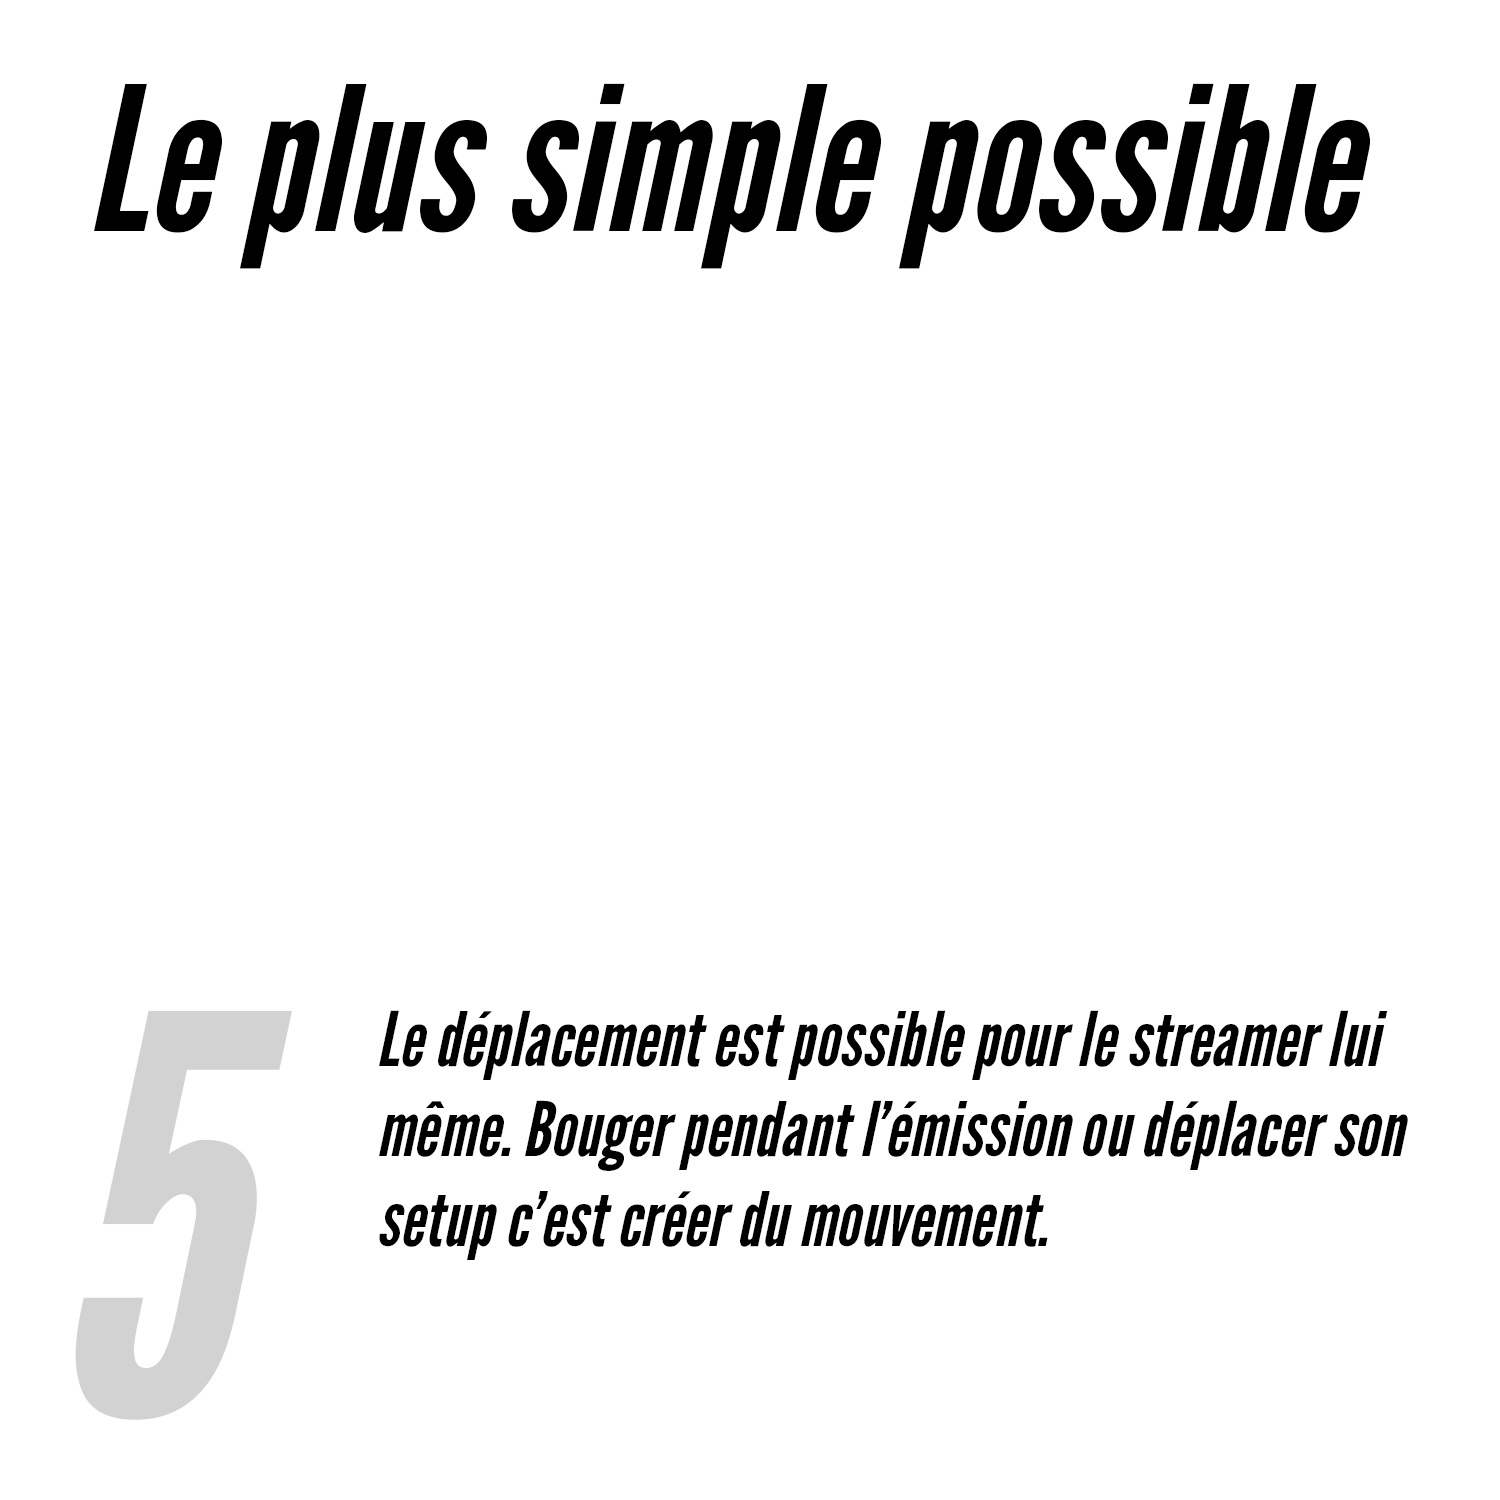 Le plus simple possible
5
Le déplacement est possible pour le streamer lui
même. Bouger pendant l’émission ou déplacer son
setup c’est créer du mouvement.